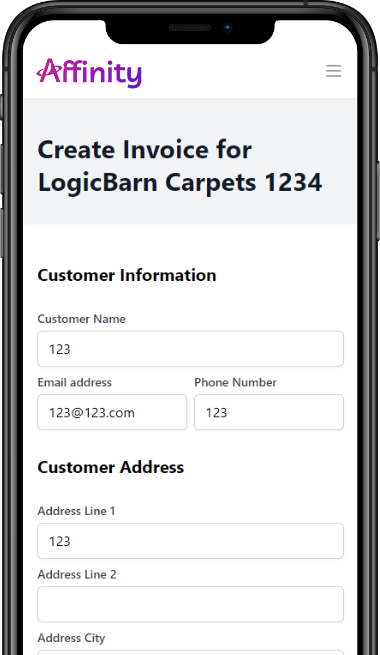 Affinity
Create Invoice for
LogicBarn Carpets 1234
Customer Information
Customer Name
123
Email address Phone Number
123@123.com 123
Customer Address
Address Line 1
123
Address Line 2
Address City